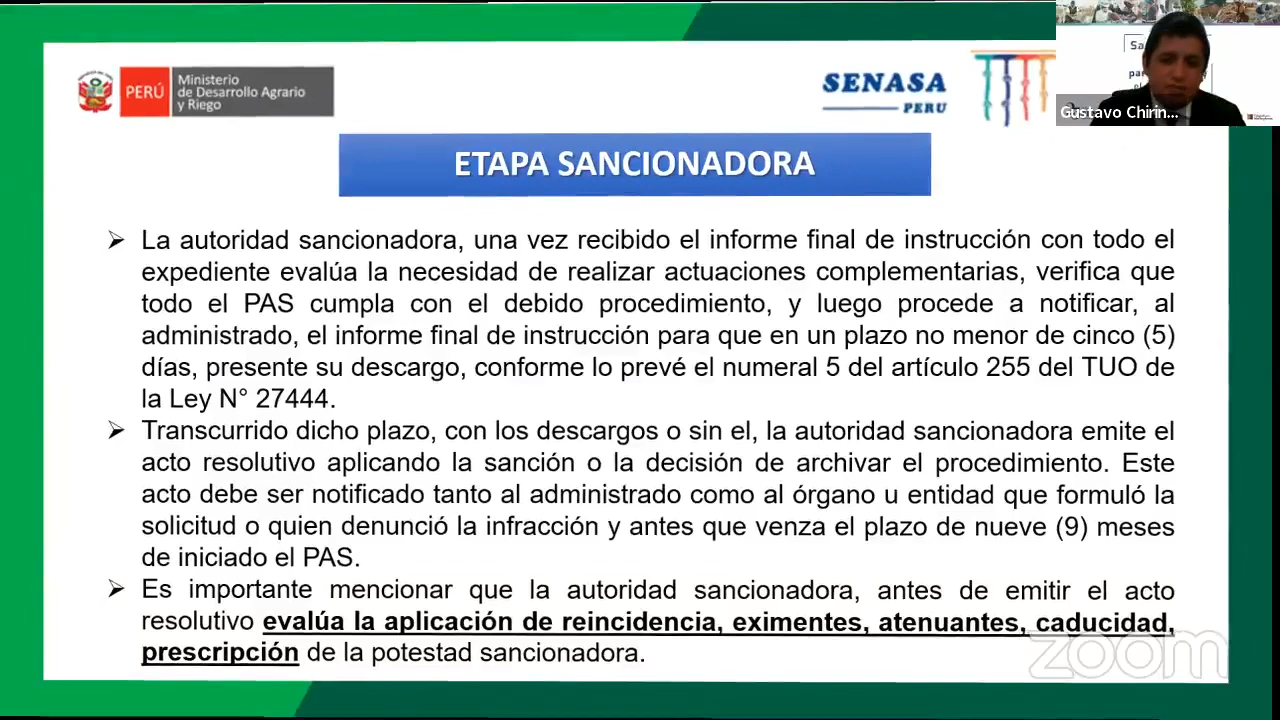 PERÚ
Ministerio
de Desarrollo Agrario
y Riego
SENASA
PERU
Gustavo Chirin...
ETAPA SANCIONADORA
La autoridad sancionadora, una vez recibido el informe final de instrucción con todo el
expediente evalúa la necesidad de realizar actuaciones complementarias, verifica que
todo el PAS cumpla con el debido procedimiento, y luego procede a notificar, al
administrado, el informe final de instrucción para que en un plazo no menor de cinco (5)
días, presente su descargo, conforme lo prevé el numeral 5 del artículo 255 del TUO de
la Ley N° 27444.
Transcurrido dicho plazo, con los descargos o sin el, la autoridad sancionadora emite el
acto resolutivo aplicando la sanción o la decisión de archivar el procedimiento. Este
acto debe ser notificado tanto al administrado como al órgano u entidad que formuló la
solicitud o quien denunció la infracción y antes que venza el plazo de nueve (9) meses
de iniciado el PAS.
Es importante mencionar que la autoridad sancionadora, antes de emitir el acto
resolutivo evalúa la aplicación de reincidencia, eximentes, atenuantes, caducidad,
prescripción de la potestad sancionadora.
zoom